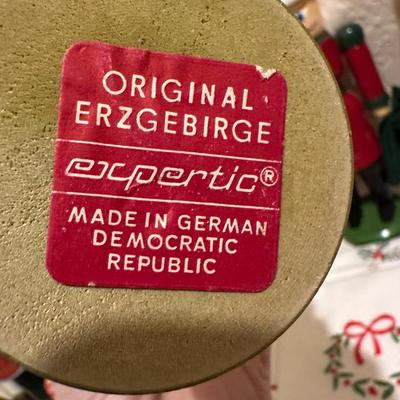 ORIGINAL
ERZGEBIRGE
expertic®
MADE IN GERMAN
DEMOCRATIC
REPUBLIC